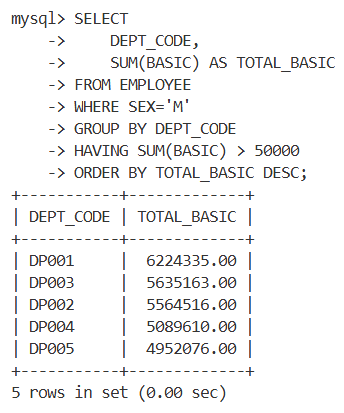 mysql> SELECT
    ->     DEPT_CODE,
    ->     SUM(BASIC) AS TOTAL_BASIC
    -> FROM EMPLOYEE
    -> WHERE SEX='M'
    -> GROUP BY DEPT_CODE
    -> HAVING SUM(BASIC) > 50000
    -> ORDER BY TOTAL_BASIC DESC;
+-----------+-------------+
| DEPT_CODE | TOTAL_BASIC |
+-----------+-------------+
| DP001     |  6224335.00 |
| DP003     |  5635163.00 |
| DP002     |  5564516.00 |
| DP004     |  5089610.00 |
| DP005     |  4952076.00 |
+-----------+-------------+
5 rows in set (0.00 sec)